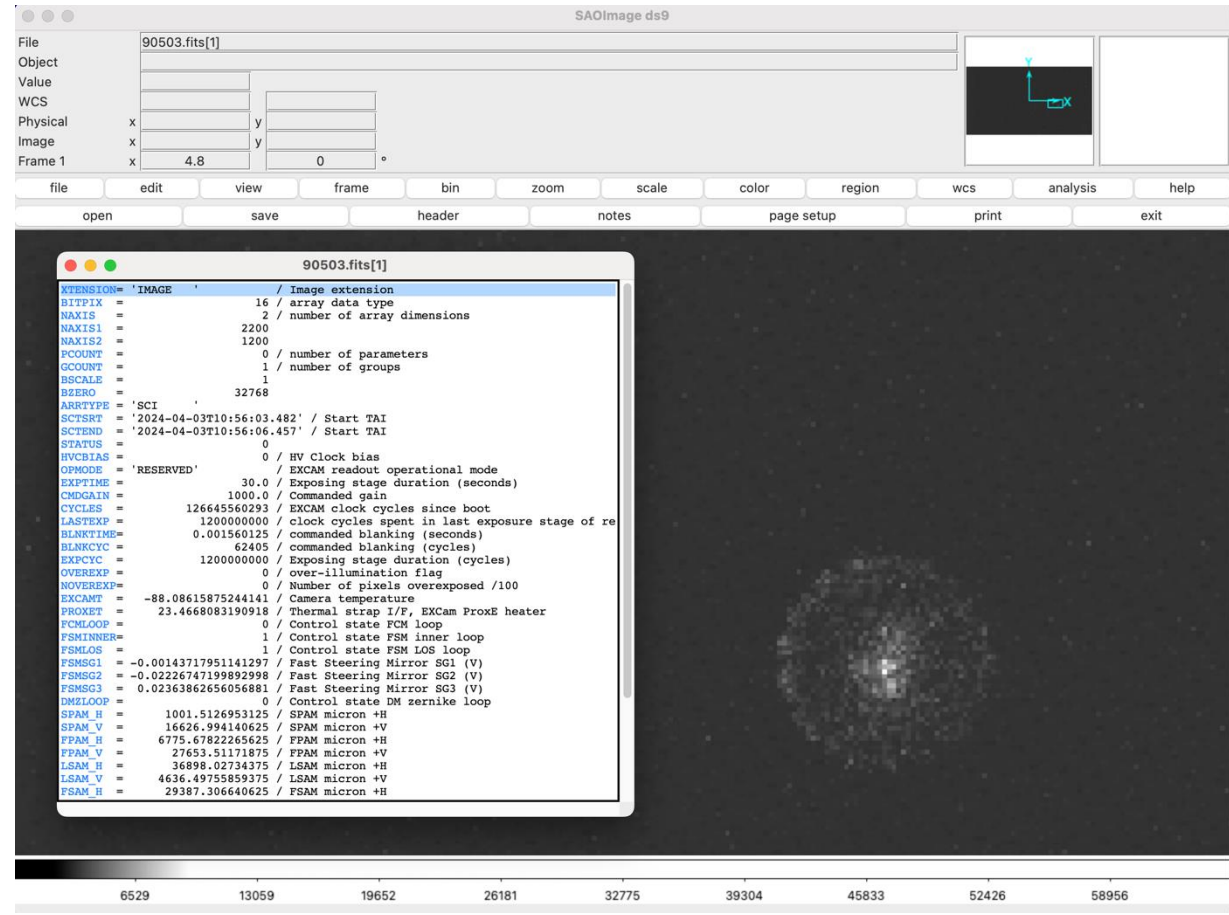 SAOImage ds9
File 90503.fits[1]
Object
Value
WCS
Physical x y
Image x y
Frame 1 x 4.8 0 °
Y
X
file edit view frame bin zoom scale color region wcs analysis help
open save header notes page setup print exit
90503.fits[1]
XTENSION= 'IMAGE   '           / Image extension
BITPIX  =                   16 / array data type
NAXIS   =                    2 / number of array dimensions
NAXIS1  =                 2200
NAXIS2  =                 1200
PCOUNT  =                    0 / number of parameters
GCOUNT  =                    1 / number of groups
BSCALE  =                    1
BZERO   =                32768
ARRTYPE = 'SCI     '
SCTSRT  = '2024-04-03T10:56:03.482' / Start TAI
SCTEND  = '2024-04-03T10:56:06.457' / Start TAI
STATUS  =                    0
HVCBIAS =                    0 / HV Clock bias
OPMODE  = 'RESERVED'           / EXCAM readout operational mode
EXPTIME =                 30.0 / Exposing stage duration (seconds)
CMDGAIN =               1000.0 / Commanded gain
CYCLES  =         126645560293 / EXCAM clock cycles since boot
LASTEXP =           1200000000 / clock cycles spent in last exposure stage of re
BLNKTIME=          0.001560125 / commanded blanking (seconds)
BLNKCYC =                62405 / commanded blanking (cycles)
EXPCYC  =           1200000000 / Exposing stage duration (cycles)
OVEREXP =                    0 / over-illumination flag
NOVEREXP=                    0 / Number of pixels overexposed /100
EXCAMT  =   -88.08615875244141 / Camera temperature
PROXET  =     23.4668083190918 / Thermal strap I/F, EXCam ProxE heater
FCMLOOP =                    0 / Control state FCM loop
FSMINNER=                    1 / Control state FSM inner loop
FSMLOS  =                    1 / Control state FSM LOS loop
FSMSG1  = -0.00143717951141297 / Fast Steering Mirror SG1 (V)
FSMSG2  = -0.02226747199892998 / Fast Steering Mirror SG2 (V)
FSMSG3  =  0.02363862656056881 / Fast Steering Mirror SG3 (V)
DMZLOOP =                    0 / Control state DM zernike loop
SPAM_H  =      1001.5126953125 / SPAM micron +H
SPAM_V  =      16626.994140625 / SPAM micron +V
FPAM_H  =     6775.67822265625 / FPAM micron +H
FPAM_V  =       27653.51171875 / FPAM micron +V
LSAM_H  =       36898.02734375 / LSAM micron +H
LSAM_V  =     4636.49755859375 / LSAM micron +V
FSAM_H  =      29387.306640625 / FSAM micron +H
6529 13059 19652 26181 32775 39304 45833 52426 58956